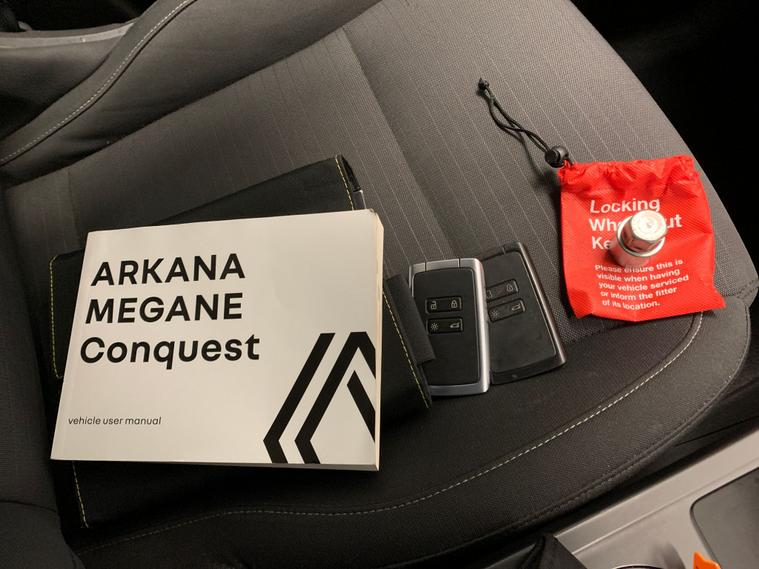 ARKANA
MEGANE
Conquest
vehicle user manual
Locking
Please ensure this is
visible when having
your vehicle serviced
or inform the fitter
of its location.